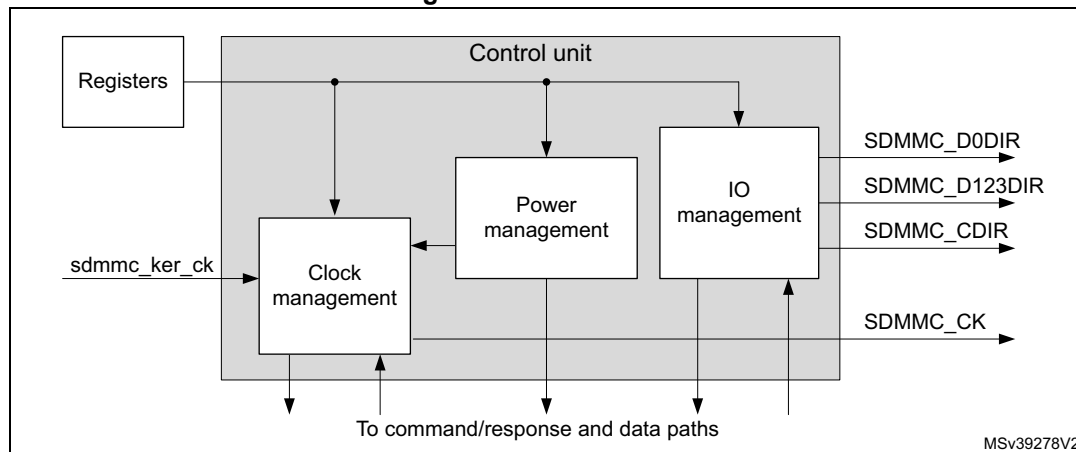 Control unit
Registers
SDMMC_D0DIR
SDMMC_D123DIR
IO
management
Power
management
SDMMC_CDIR
sdmmc_ker_ck
Clock
management
SDMMC_CK
To command/response and data paths
MSv39278V2